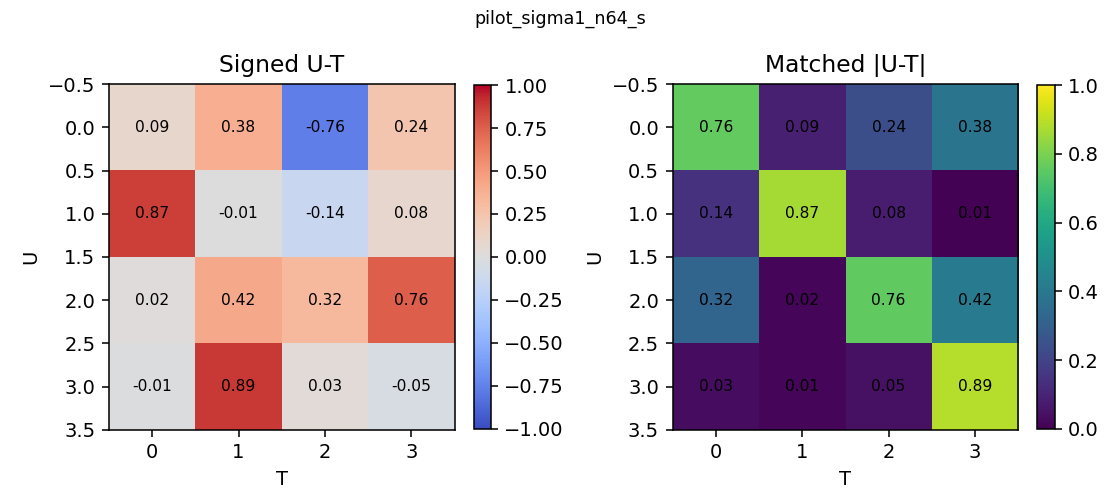 pilot_sigma1_n64_s
Signed U-T
−0.5
0.0
0.5
1.0
1.5
2.0
2.5
3.0
3.5
U
0.09 0.38 -0.76 0.24
0.87 -0.01 -0.14 0.08
0.02 0.42 0.32 0.76
-0.01 0.89 0.03 -0.05
0 1 2 3
T
1.00
0.75
0.50
0.25
0.00
−0.25
−0.50
−0.75
−1.00
Matched |U-T|
−0.5
0.0
0.5
1.0
1.5
2.0
2.5
3.0
3.5
U
0.76 0.09 0.24 0.38
0.14 0.87 0.08 0.01
0.32 0.02 0.76 0.42
0.03 0.01 0.05 0.89
0 1 2 3
T
1.0
0.8
0.6
0.4
0.2
0.0